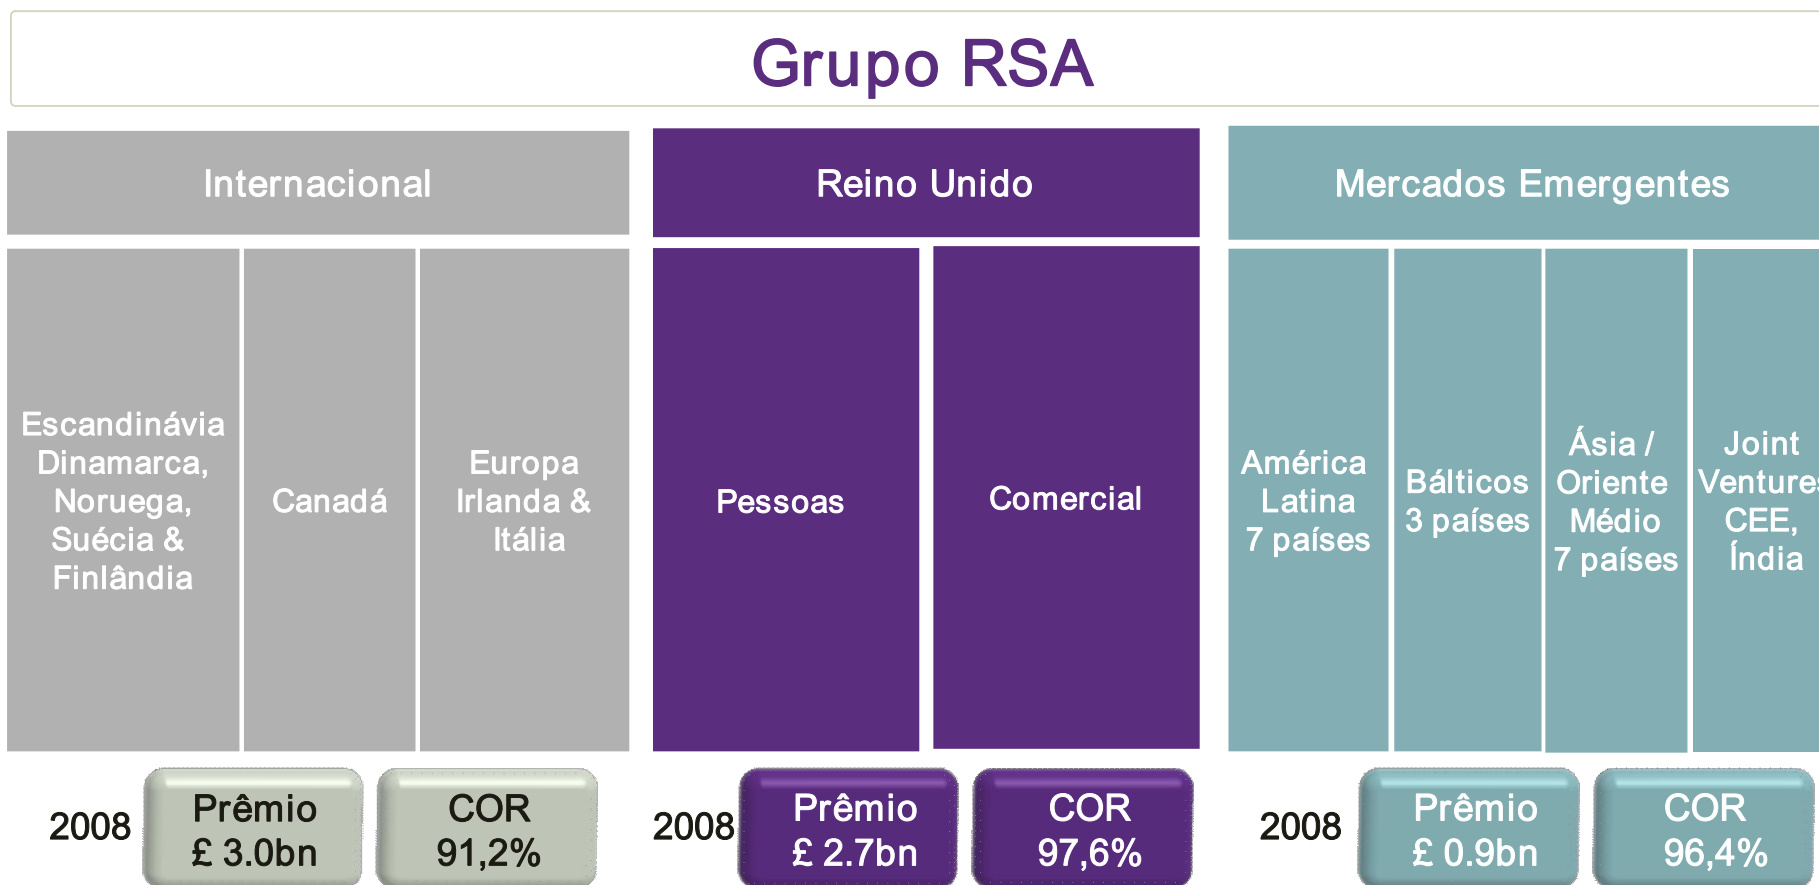 Grupo RSA
Internacional
Reino Unido
Mercados Emergentes
Escandinávia
Dinamarca,
Noruega,
Suécia &
Finlândia
Canadá
Europa
Irlanda &
Itália
Pessoas
Comercial
América
Latina
7 países
Bálticos
3 países
Ásia /
Oriente
Médio
7 países
Joint
Ventures
CEE,
Índia
2008
Prêmio
£ 3.0bn
COR
91,2%
2008
Prêmio
£ 2.7bn
COR
97,6%
2008
Prêmio
£ 0.9bn
COR
96,4%